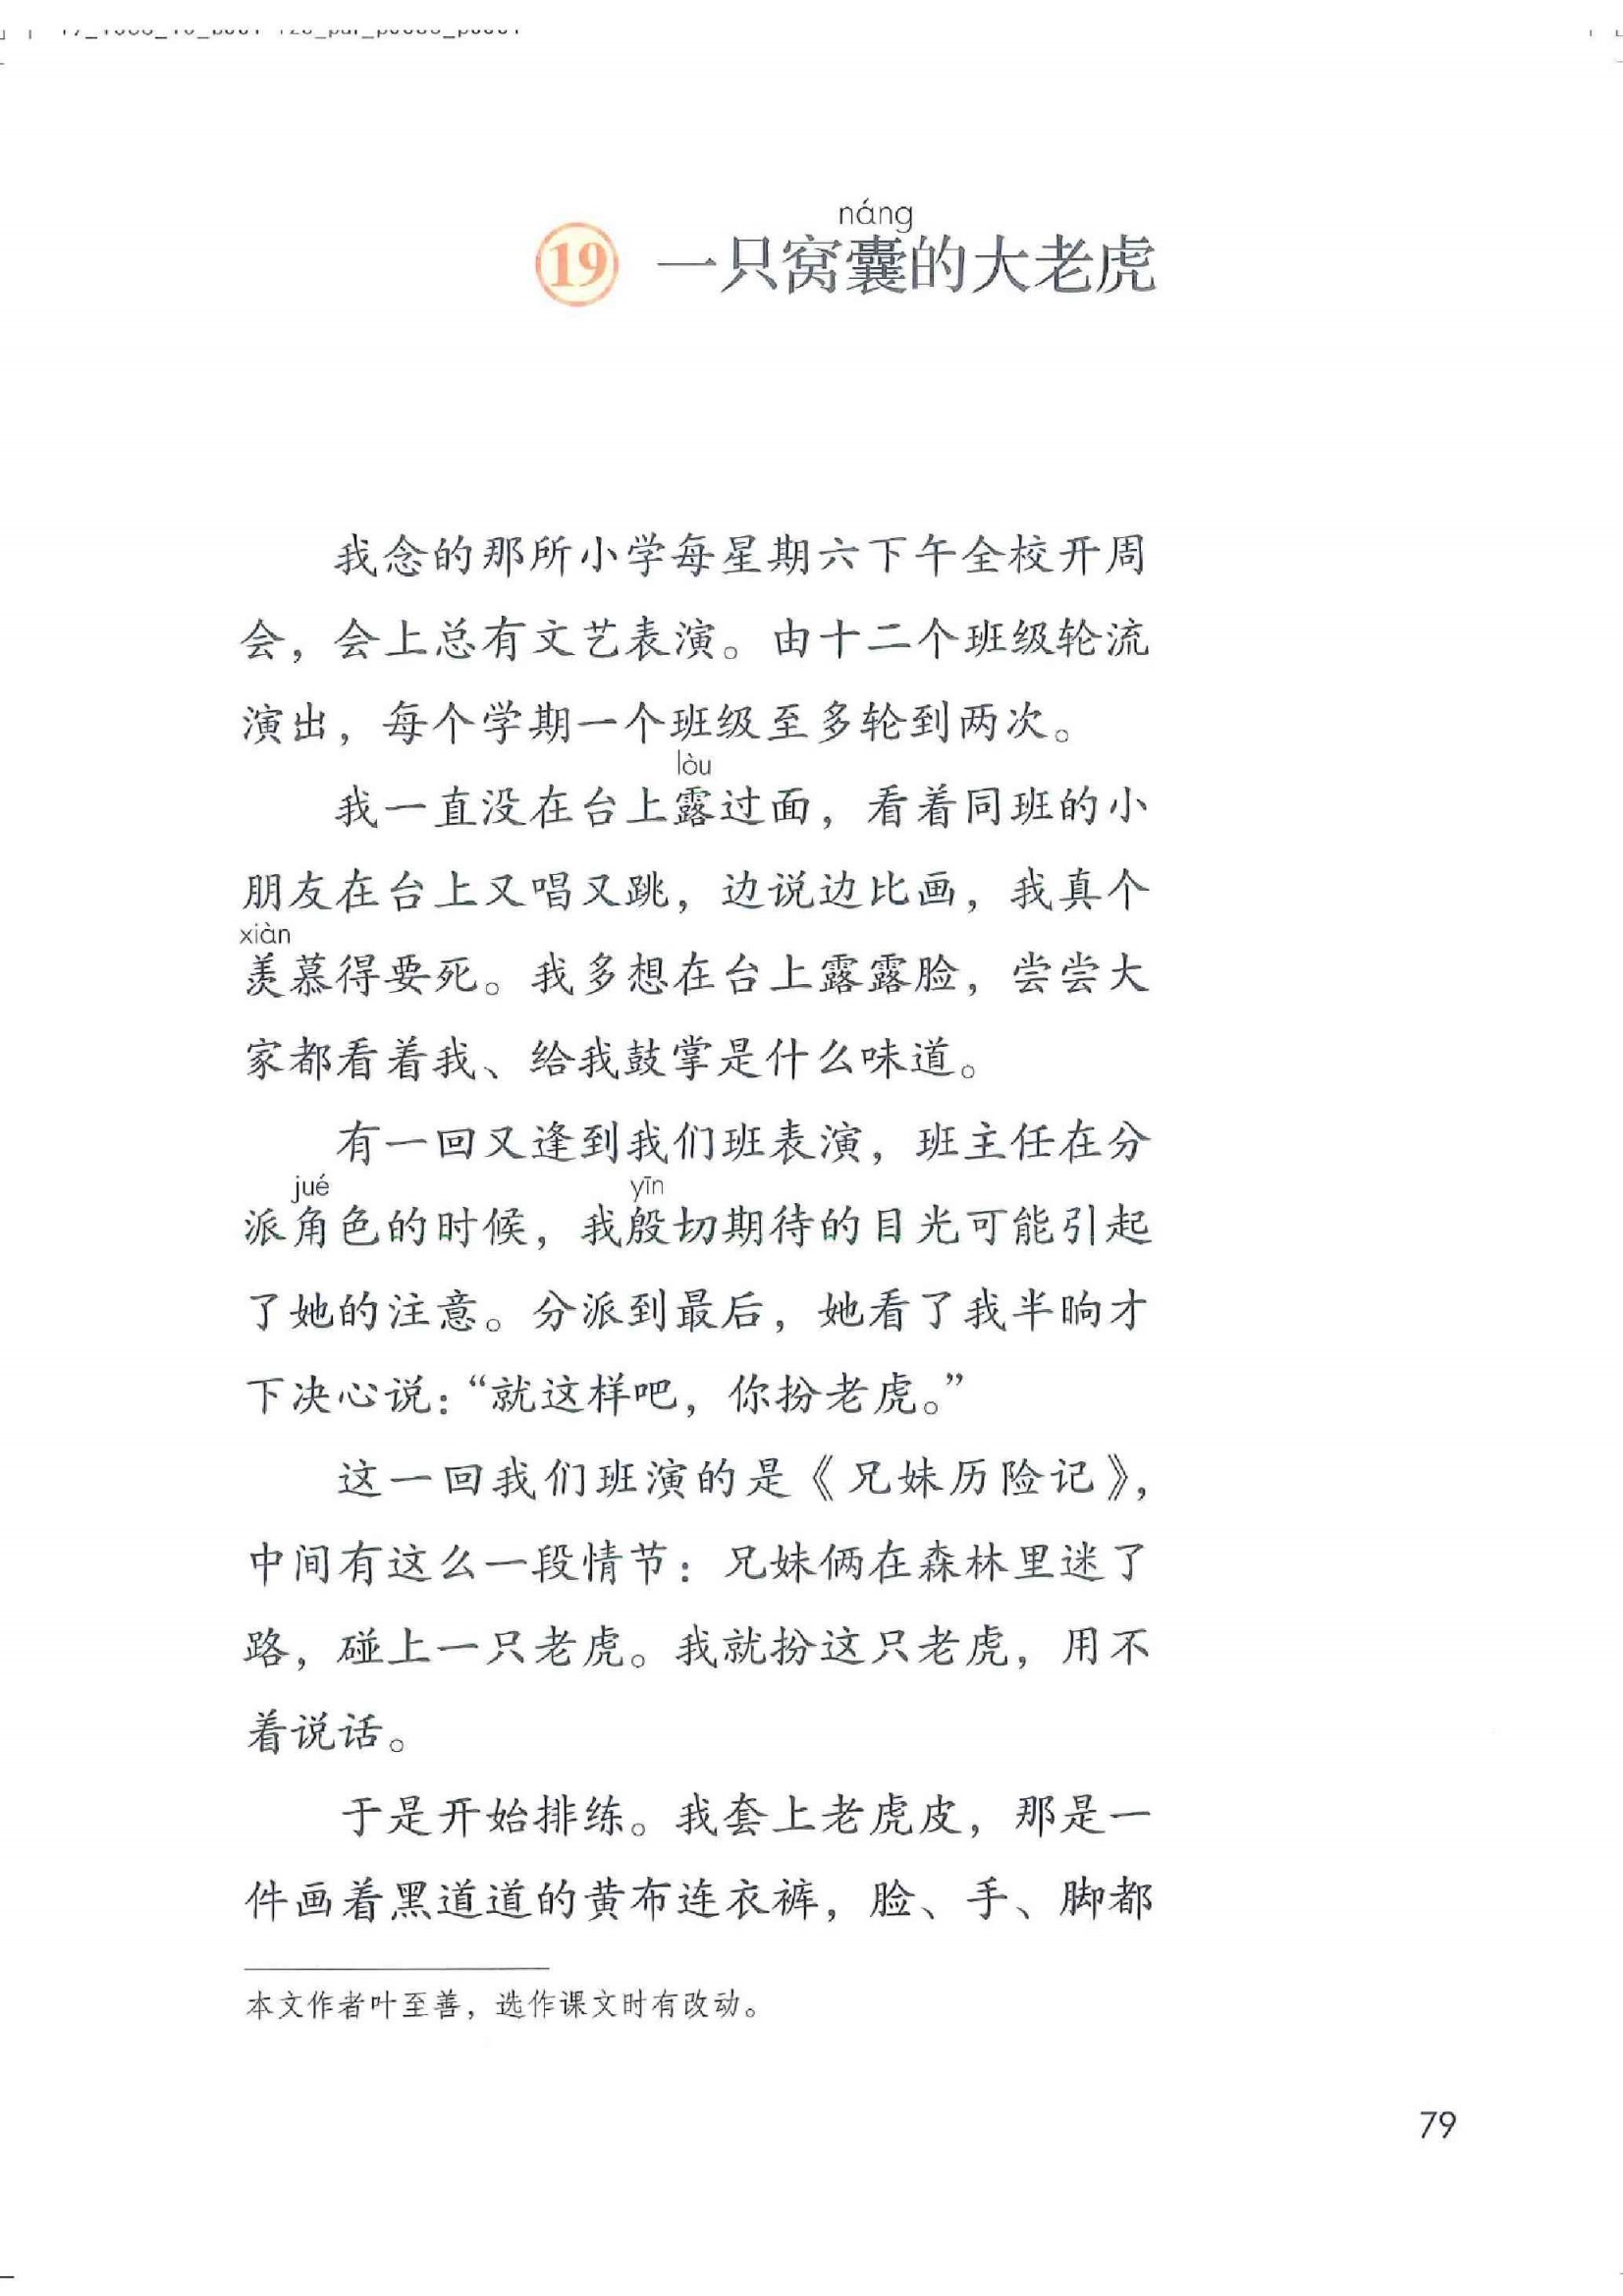 náng
19 一只窝囊的大老虎
我念的那所小学每星期六下午全校开周
会，会上总有文艺表演。由十二个班级轮流
演出，每个学期一个班级至多轮到两次。
lòu
我一直没在台上露过面，看着同班的小
朋友在台上又唱又跳，边说边比画，我真个
xiàn
羡慕得要死。我多想在台上露露脸，尝尝大
家都看着我、给我鼓掌是什么味道。
有一回又逢到我们班表演，班主任在分
jué yīn
派角色的时候，我殷切期待的目光可能引起
了她的注意。分派到最后，她看了我半晌才
下决心说：“就这样吧，你扮老虎。”
这一回我们班演的是《兄妹历险记》，
中间有这么一段情节：兄妹俩在森林里迷了
路，碰上一只老虎。我就扮这只老虎，用不
着说话。
于是开始排练。我套上老虎皮，那是一
件画着黑道道的黄布连衣裤，脸、手、脚都
本文作者叶至善，选作课文时有改动。
79